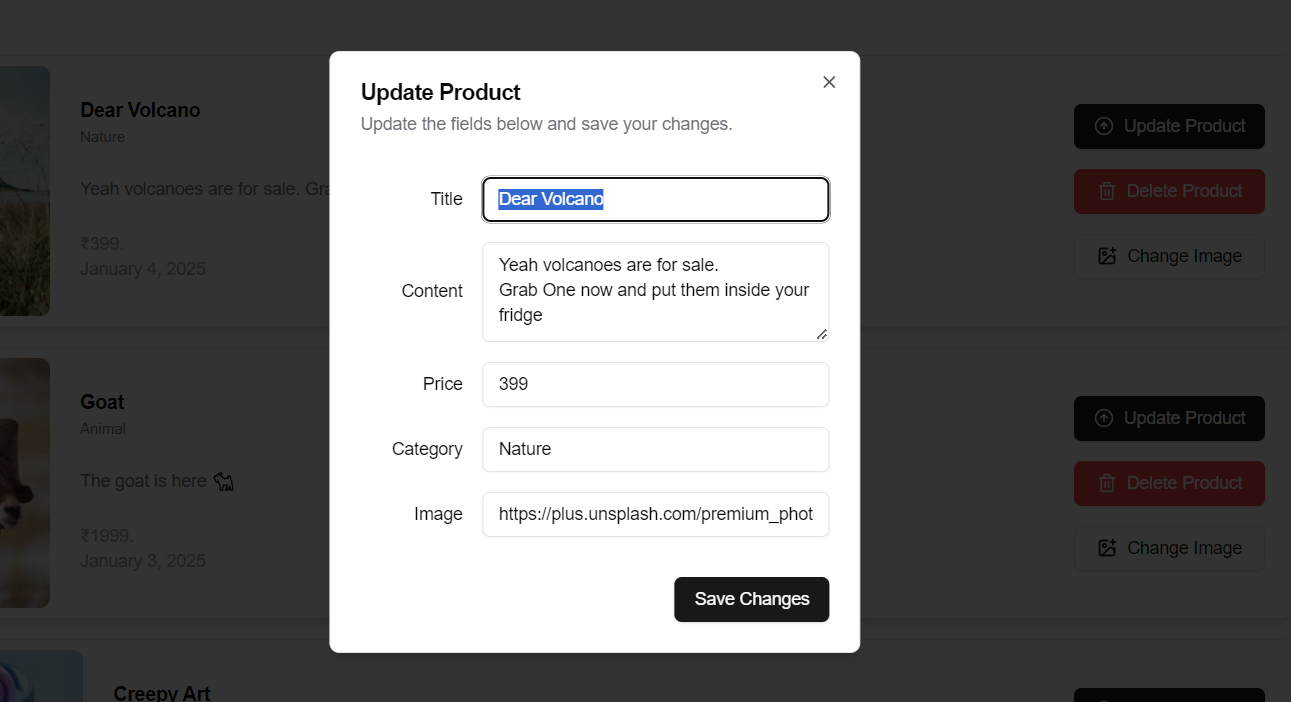 Update Product
Update the fields below and save your changes.
Title
Dear Volcano
Content
Yeah volcanoes are for sale.
Grab One now and put them inside your
fridge
Price
399
Category
Nature
Image
https://plus.unsplash.com/premium_phot
Save Changes
Dear Volcano
Nature
Yeah volcanoes are for sale.
₹399.
January 4, 2025
Update Product
Delete Product
Change Image
Goat
Animal
The goat is here 🐐
₹1999.
January 3, 2025
Update Product
Delete Product
Change Image
Creepy Art